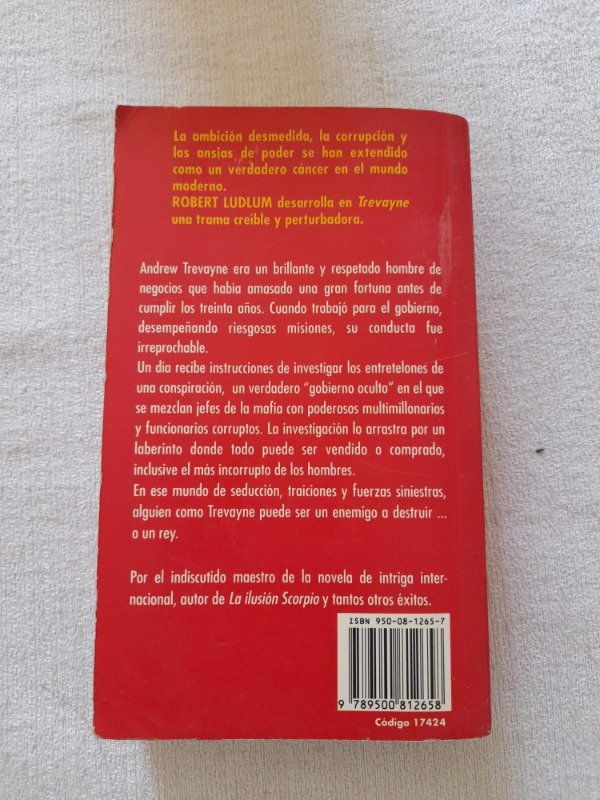 La ambición desmedida, la corrupción y
las ansias de poder se han extendido
como un verdadero cáncer en el mundo
moderno.
ROBERT LUDLUM desarrolla en Trevayne
una trama creíble y perturbadora.
Andrew Trevayne era un brillante y respetado hombre de
negocios que había amasado una gran fortuna antes de
cumplir los treinta años. Cuando trabajó para el gobierno,
desempeñando riesgosas misiones, su conducta fue
irreprochable.
Un día recibe instrucciones de investigar los entretelones de
una conspiración, un verdadero "gobierno oculto" en el que
se mezclan jefes de la mafia con poderosos multimillonarios
y funcionarios corruptos. La investigación lo arrastra por un
laberinto donde todo puede ser vendido o comprado,
inclusive el más incorrupto de los hombres.
En ese mundo de seducción, traiciones y fuerzas siniestras,
alguien como Trevayne puede ser un enemigo a destruir ...
o un rey.
Por el indiscutido maestro de la novela de intriga inter-
nacional, autor de La ilusión Scorpio y tantos otros éxitos.
ISBN 950-08-1265-7
9 789500 812658
Código 17424